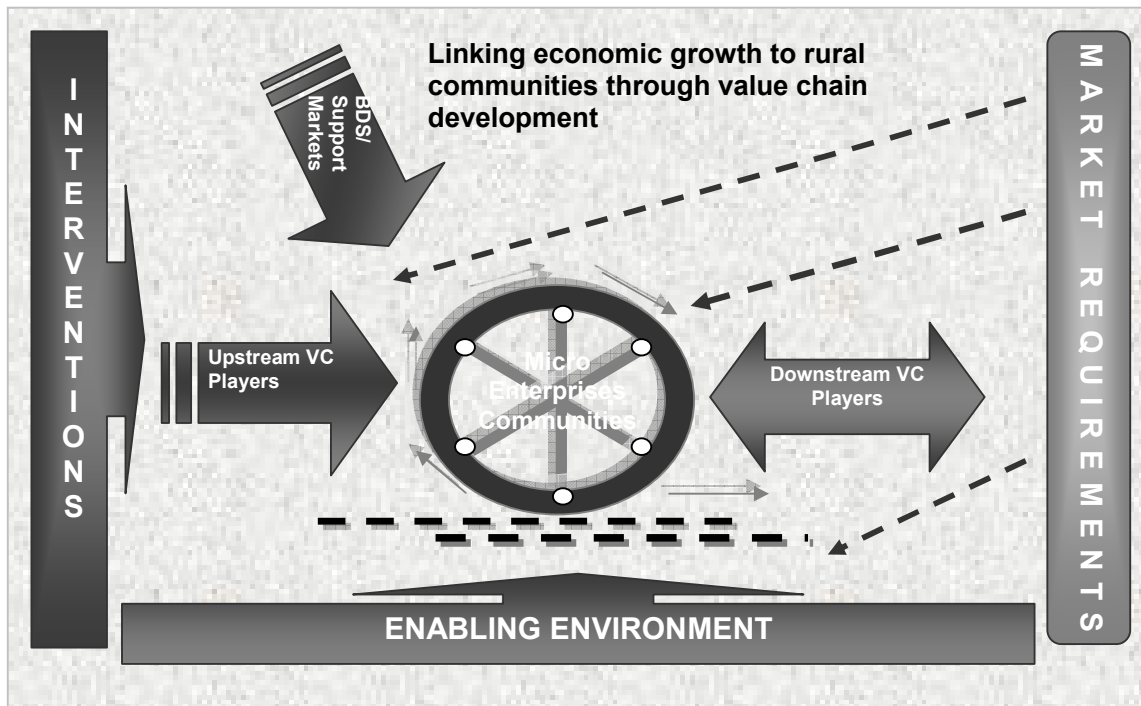 Linking economic growth to rural
communities through value chain
development
INTERVENTIONS
BDS/
Support
Markets
MARKET REQUIREMENTS
Upstream VC
Players
Micro
Enterprises
Communities
Downstream VC
Players
ENABLING ENVIRONMENT